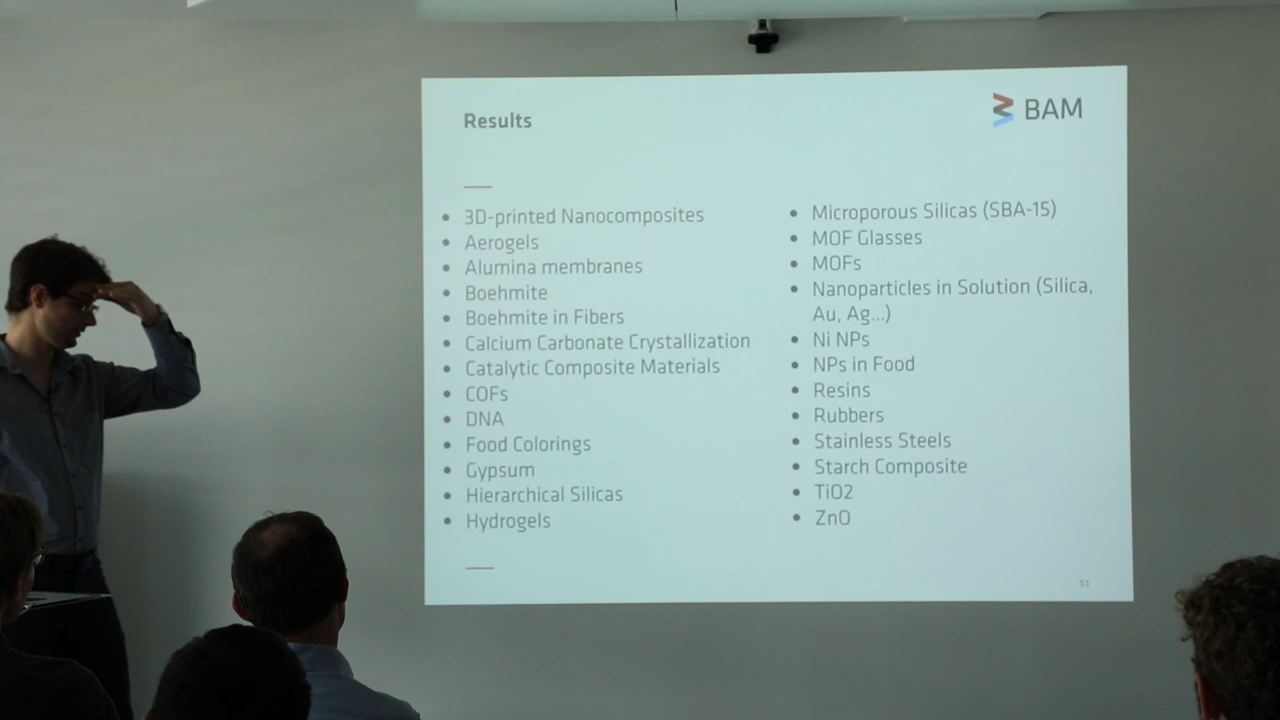 Results
BAM
• 3D-printed Nanocomposites
• Aerogels
• Alumina membranes
• Boehmite
• Boehmite in Fibers
• Calcium Carbonate Crystallization
• Catalytic Composite Materials
• COFs
• DNA
• Food Colorings
• Gypsum
• Hierarchical Silicas
• Hydrogels
• Microporous Silicas (SBA-15)
• MOF Glasses
• MOFs
• Nanoparticles in Solution (Silica,
Au, Ag...)
• Ni NPs
• NPs in Food
• Resins
• Rubbers
• Stainless Steels
• Starch Composite
• TiO2
• ZnO
51